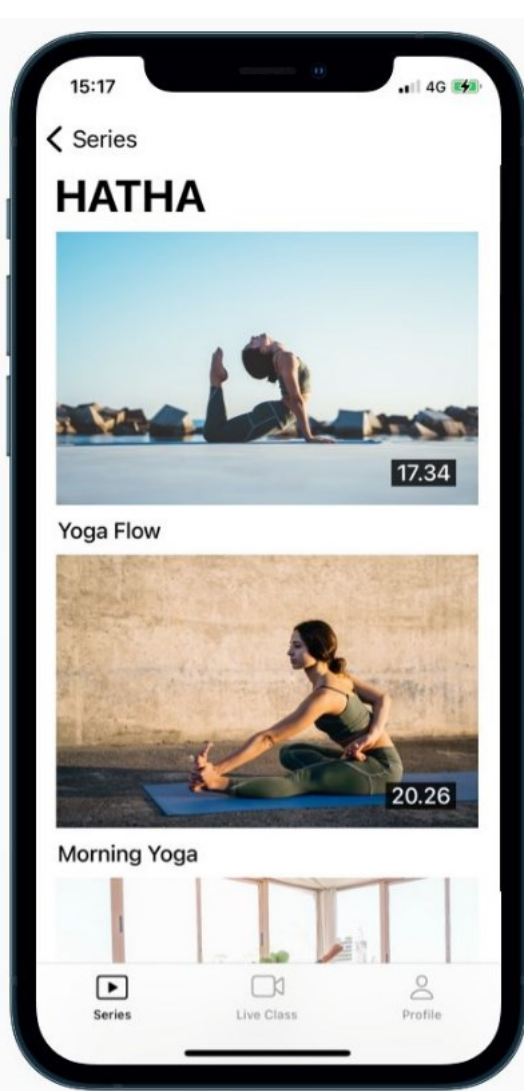 15:17
4G
Series
HATHA
17.34
Yoga Flow
20.26
Morning Yoga
Series
Live Class
Profile